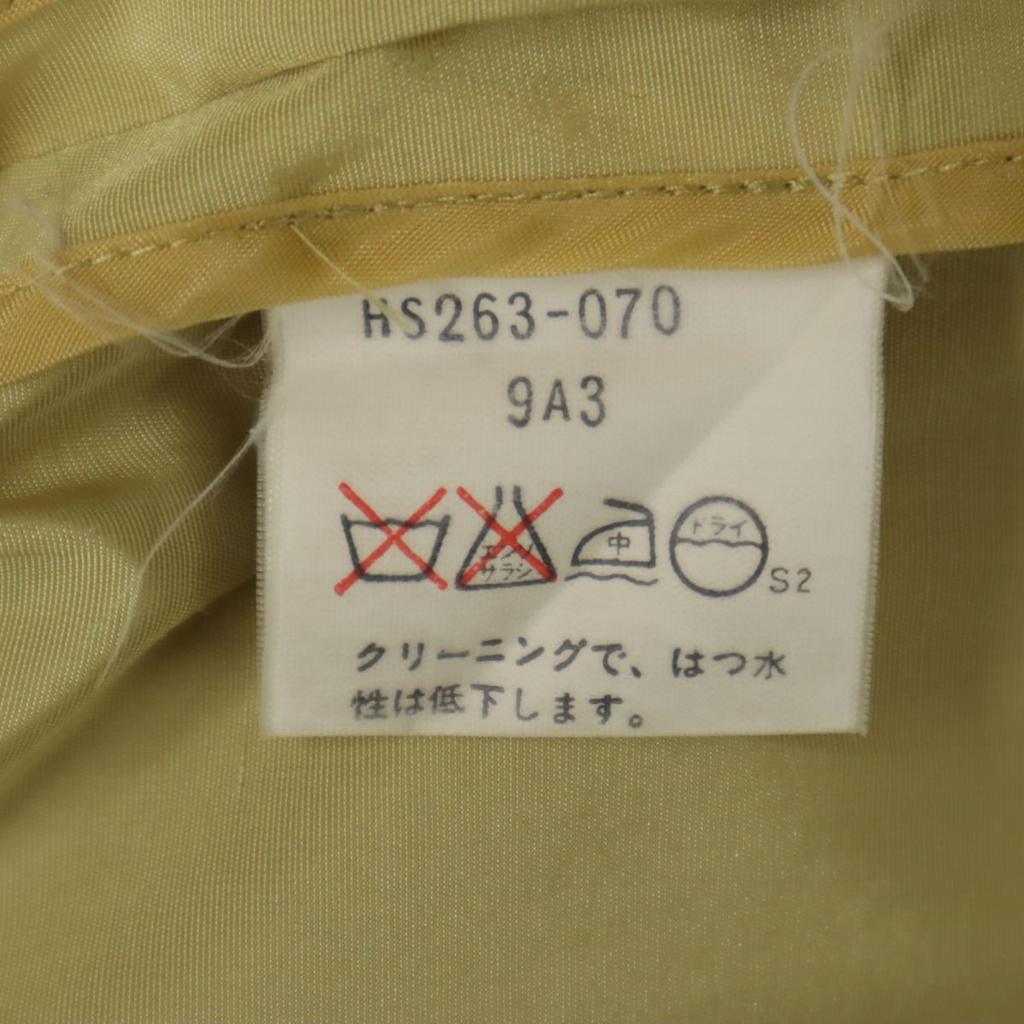 HS263-070
9A3
エンソ
サラシ
中
ドライ
S2
クリーニングで、はつ水
性は低下します。